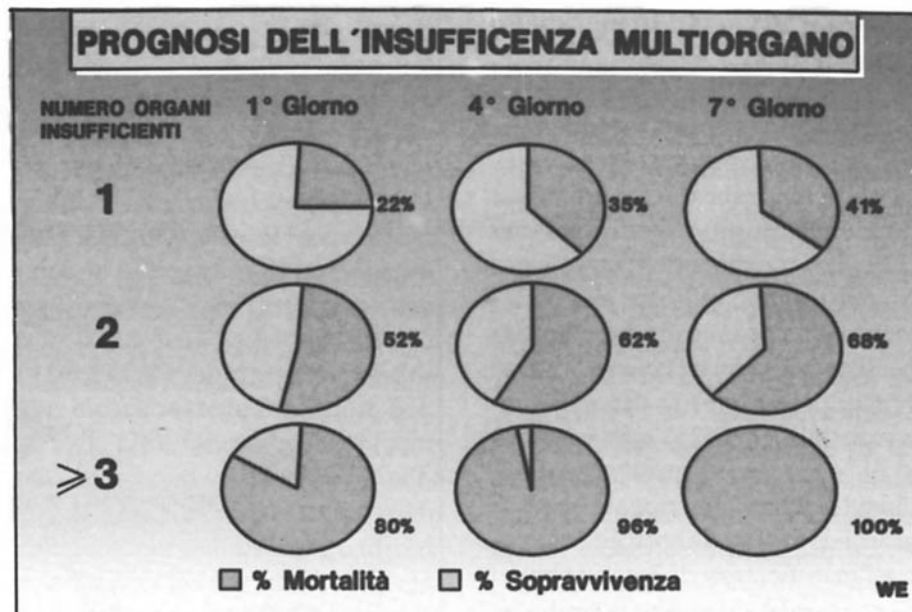 PROGNOSI DELL'INSUFFICENZA MULTIORGANO
NUMERO ORGANI
INSUFFICIENTI
1° Giorno
4° Giorno
7° Giorno
1
22%
35%
41%
2
52%
62%
68%
⩾3
80%
96%
100%
% Mortalità
% Sopravvivenza
WE